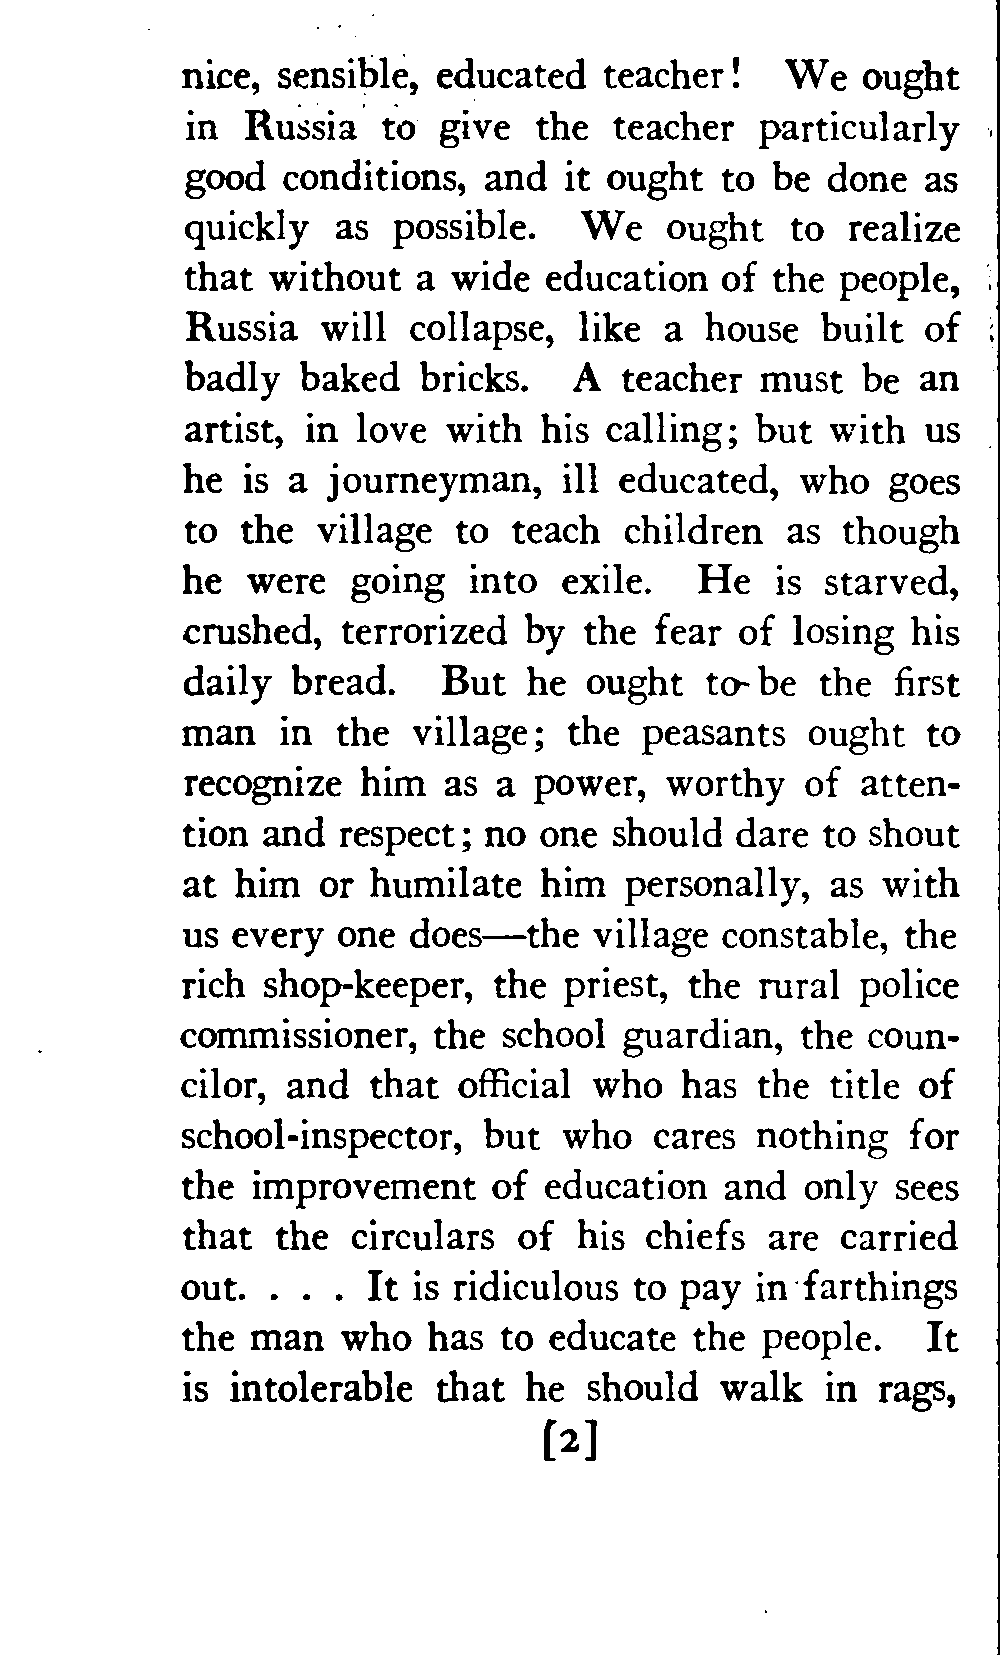 nice, sensible, educated teacher! We ought
in Russia to give the teacher particularly
good conditions, and it ought to be done as
quickly as possible. We ought to realize
that without a wide education of the people,
Russia will collapse, like a house built of
badly baked bricks. A teacher must be an
artist, in love with his calling; but with us
he is a journeyman, ill educated, who goes
to the village to teach children as though
he were going into exile. He is starved,
crushed, terrorized by the fear of losing his
daily bread. But he ought to be the first
man in the village; the peasants ought to
recognize him as a power, worthy of atten-
tion and respect; no one should dare to shout
at him or humilate him personally, as with
us every one does—the village constable, the
rich shop-keeper, the priest, the rural police
commissioner, the school guardian, the coun-
cilor, and that official who has the title of
school-inspector, but who cares nothing for
the improvement of education and only sees
that the circulars of his chiefs are carried
out. . . . It is ridiculous to pay in farthings
the man who has to educate the people. It
is intolerable that he should walk in rags,
[2]